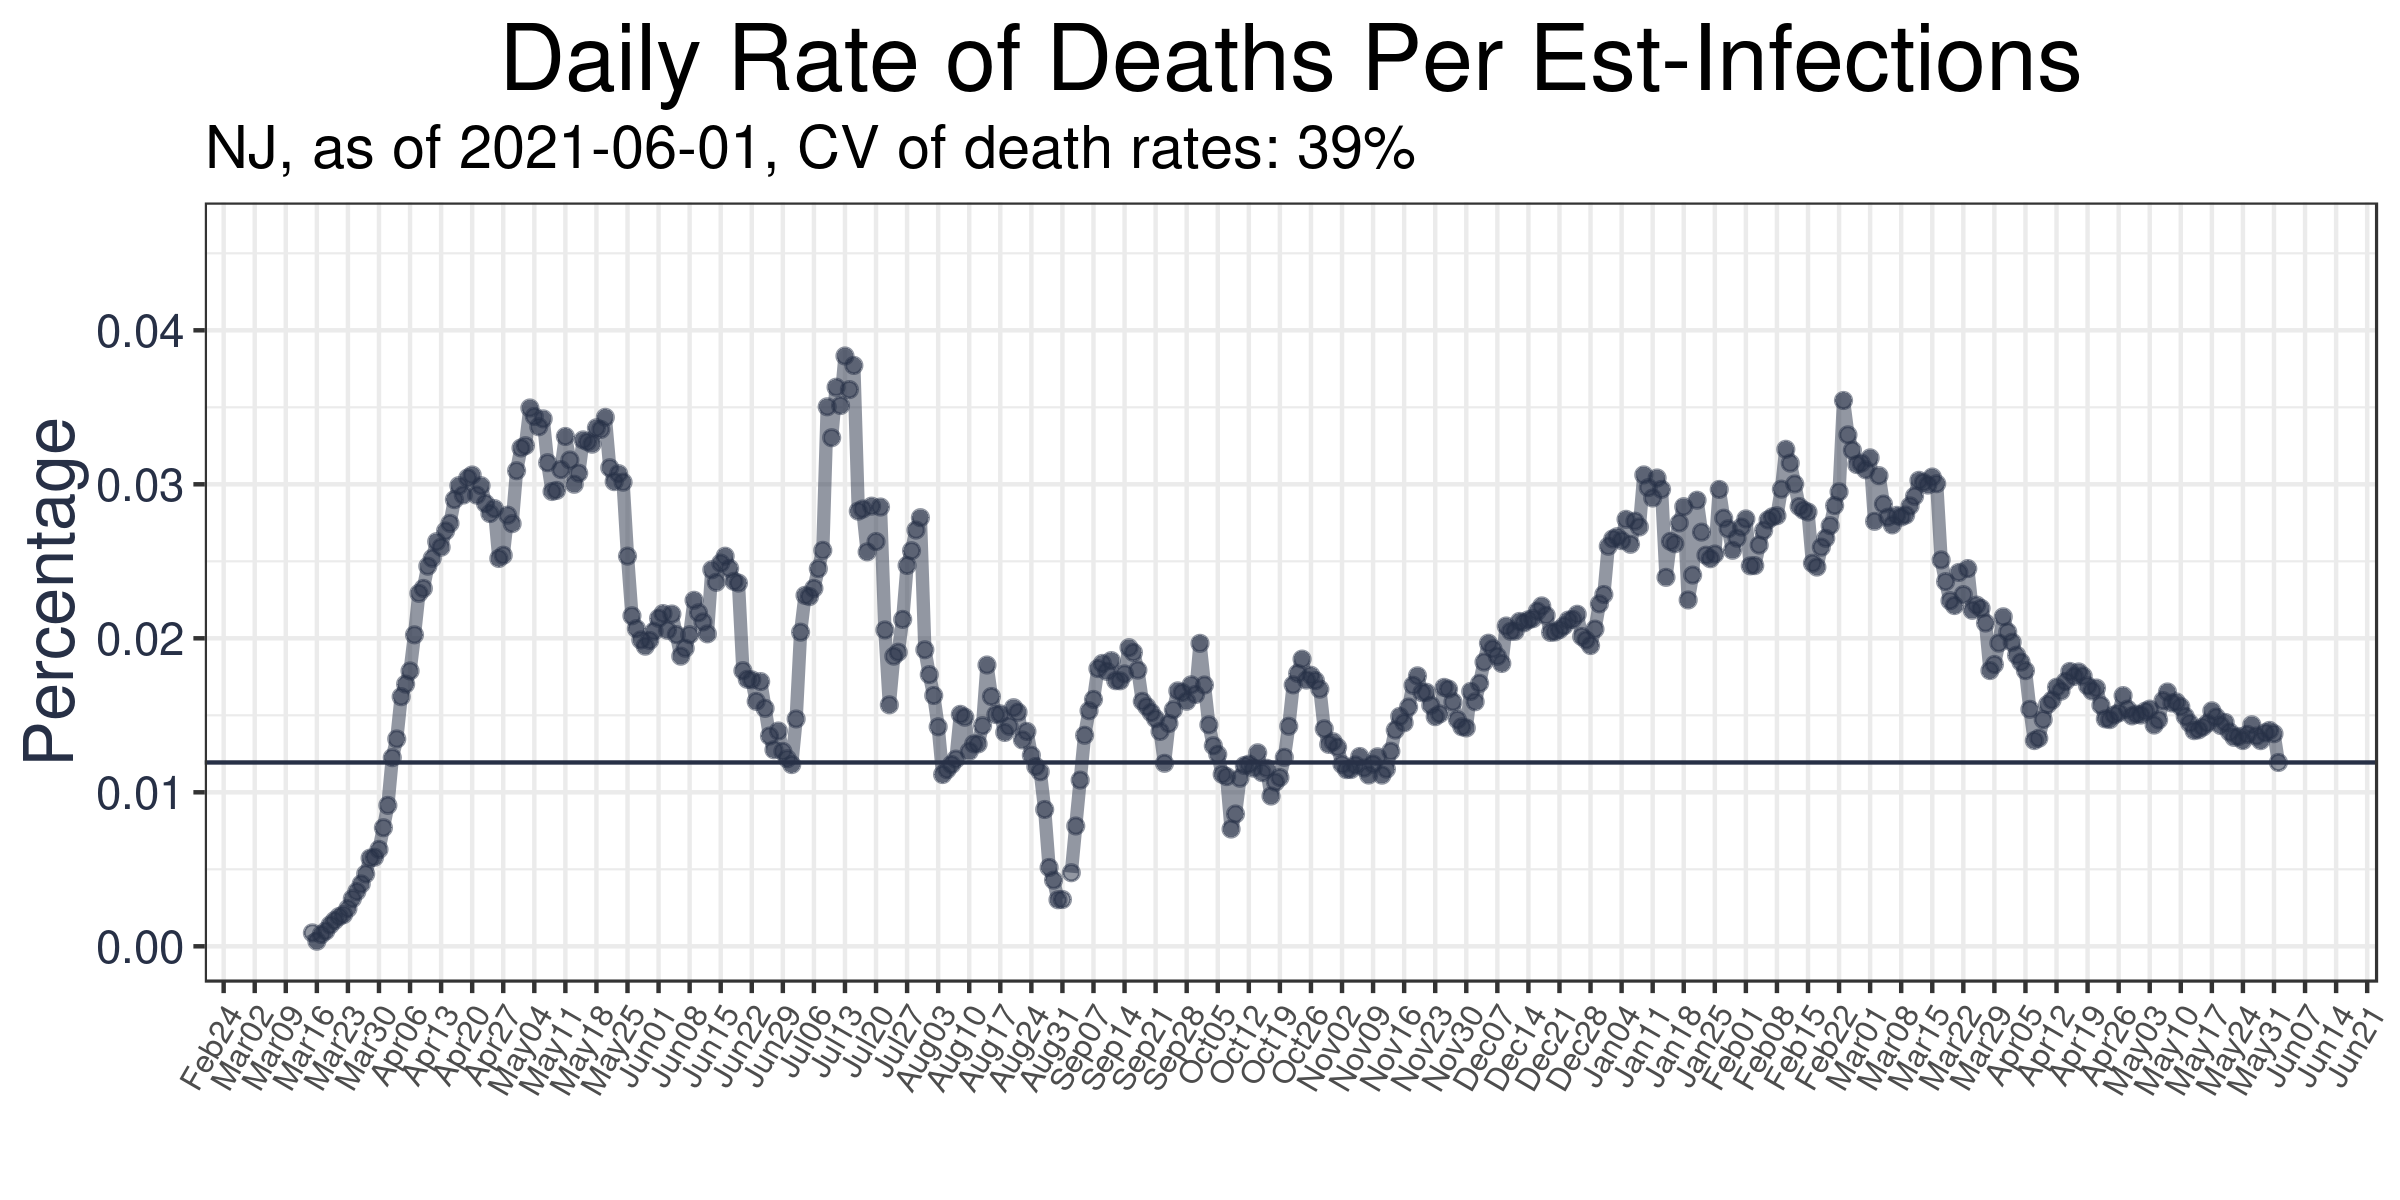 Daily Rate of Deaths Per Est-Infections
NJ, as of 2021-06-01, CV of death rates: 39%
Percentage
0.04
0.03
0.02
0.01
0.00
Feb24
Mar02
Mar09
Mar16
Mar23
Mar30
Apr06
Apr13
Apr20
Apr27
May04
May11
May18
May25
Jun01
Jun08
Jun15
Jun22
Jun29
Jul06
Jul13
Jul20
Jul27
Aug03
Aug10
Aug17
Aug24
Aug31
Sep07
Sep14
Sep21
Sep28
Oct05
Oct12
Oct19
Oct26
Nov02
Nov09
Nov16
Nov23
Nov30
Dec07
Dec14
Dec21
Dec28
Jan04
Jan11
Jan18
Jan25
Feb01
Feb08
Feb15
Feb22
Mar01
Mar08
Mar15
Mar22
Mar29
Apr05
Apr12
Apr19
Apr26
May03
May10
May17
May24
May31
Jun07
Jun14
Jun21